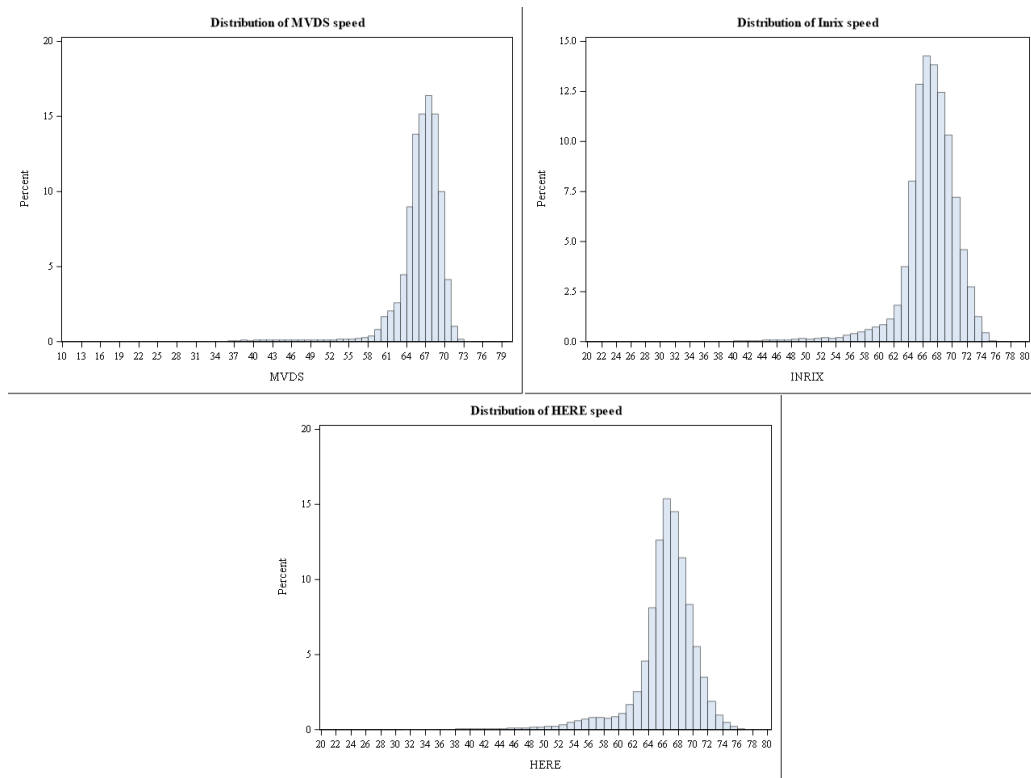 Distribution of MVDS speed
20
15
10
5
0
Percent
10 13 16 19 22 25 28 31 34 37 40 43 46 49 52 55 58 61 64 67 70 73 76 79
MVDS
Distribution of Inrix speed
15.0
12.5
10.0
7.5
5.0
2.5
0.0
Percent
20 22 24 26 28 30 32 34 36 38 40 42 44 46 48 50 52 54 56 58 60 62 64 66 68 70 72 74 76 78 80
INRIX
Distribution of HERE speed
20
15
10
5
0
Percent
20 22 24 26 28 30 32 34 36 38 40 42 44 46 48 50 52 54 56 58 60 62 64 66 68 70 72 74 76 78 80
HERE